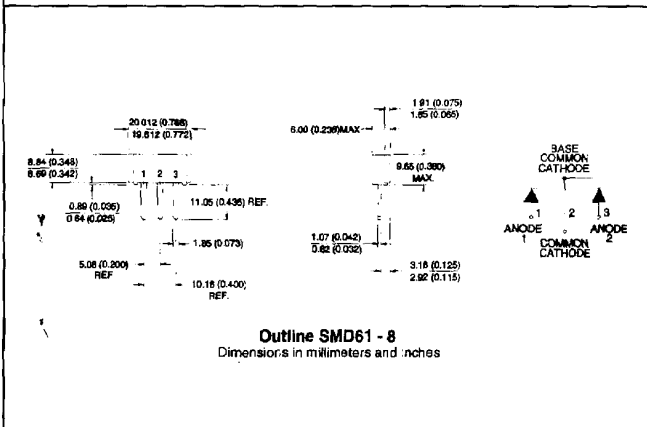 20.012 (0.788)
19.612 (0.772)
8.84 (0.348)
8.69 (0.342)
1 2 3
0.89 (0.035)
0.64 (0.025)
11.05 (0.435) REF.
1.85 (0.073)
5.08 (0.200)
REF
10.16 (0.400)
REF.
1.91 (0.075)
1.65 (0.065)
6.00 (0.236)MAX
9.65 (0.380)
MAX.
1.07 (0.042)
0.82 (0.032)
3.18 (0.125)
2.92 (0.115)
BASE
COMMON
CATHODE
1 2 3
ANODE
1
COMMON
CATHODE
ANODE
2
Outline SMD61 - 8
Dimensions in millimeters and inches